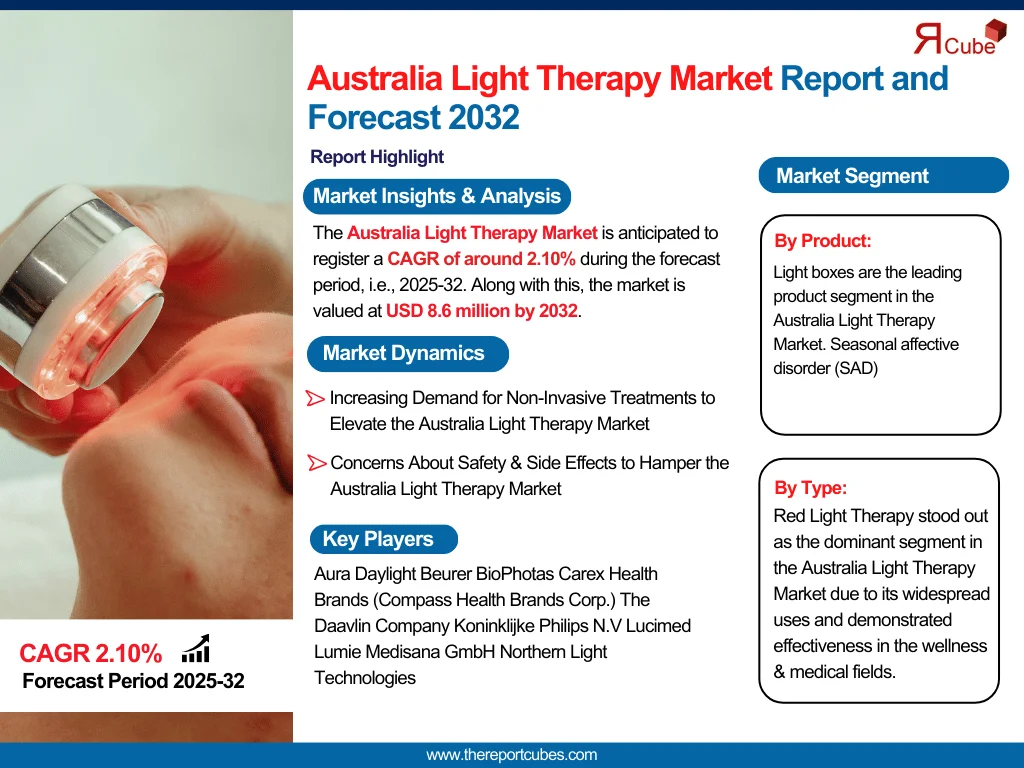 ЯCube
Australia Light Therapy Market Report and
Forecast 2032
Report Highlight
Market Insights & Analysis
The Australia Light Therapy Market is anticipated to
register a CAGR of around 2.10% during the forecast
period, i.e., 2025-32. Along with this, the market is
valued at USD 8.6 million by 2032.
Market Dynamics
Increasing Demand for Non-Invasive Treatments to
Elevate the Australia Light Therapy Market
Concerns About Safety & Side Effects to Hamper the
Australia Light Therapy Market
Key Players
Aura Daylight Beurer BioPhotas Carex Health
Brands (Compass Health Brands Corp.) The
Daavlin Company Koninklijke Philips N.V Lucimed
Lumie Medisana GmbH Northern Light
Technologies
Market Segment
By Product:
Light boxes are the leading
product segment in the
Australia Light Therapy
Market. Seasonal affective
disorder (SAD)
By Type:
Red Light Therapy stood out
as the dominant segment in
the Australia Light Therapy
Market due to its widespread
uses and demonstrated
effectiveness in the wellness
& medical fields.
CAGR 2.10%
Forecast Period 2025-32
www.thereportcubes.com